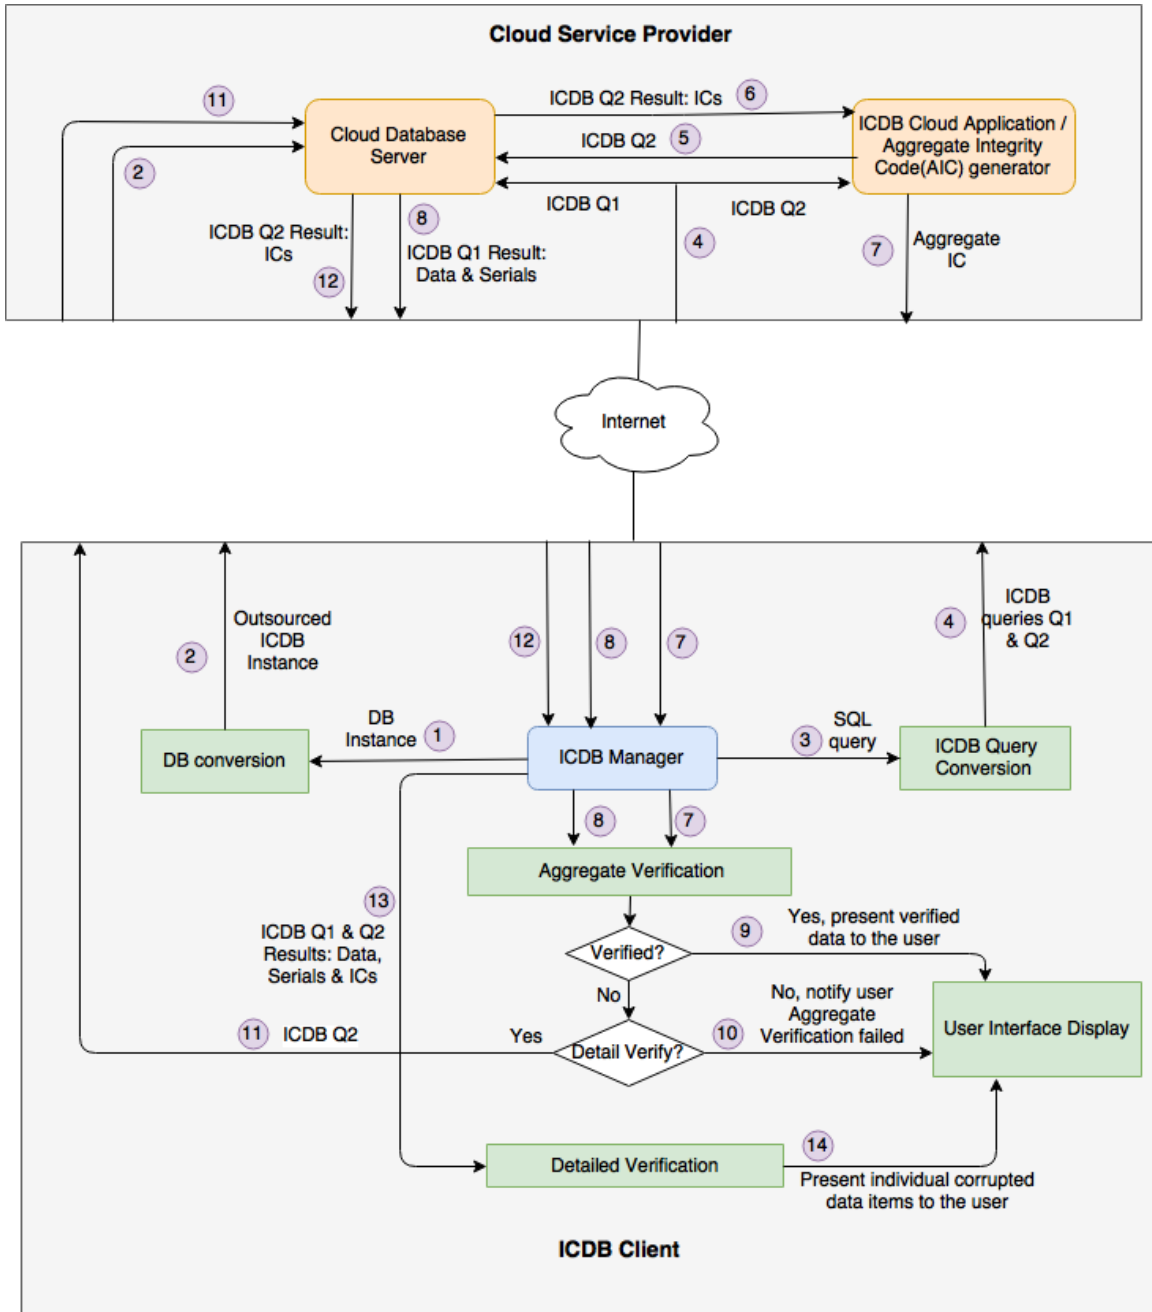 Cloud Service Provider
11
2
Cloud Database
Server
ICDB Q2 Result: ICs
6
ICDB Q2
5
ICDB Q1
ICDB Q2
ICDB Cloud Application /
Aggregate Integrity
Code(AIC) generator
ICDB Q2 Result:
ICs
12
8
ICDB Q1 Result:
Data & Serials
4
7
Aggregate
IC
Internet
2
Outsourced
ICDB
Instance
12
8
7
4
ICDB
queries Q1
& Q2
DB conversion
DB
Instance
1
ICDB Manager
3
SQL
query
ICDB Query
Conversion
8
7
Aggregate Verification
13
ICDB Q1 & Q2
Results: Data,
Serials & ICs
Verified?
9
Yes, present verified
data to the user
No
No, notify user
Aggregate
Verification failed
11
ICDB Q2
Yes
Detail Verify?
10
User Interface Display
Detailed Verification
14
Present individual corrupted
data items to the user
ICDB Client